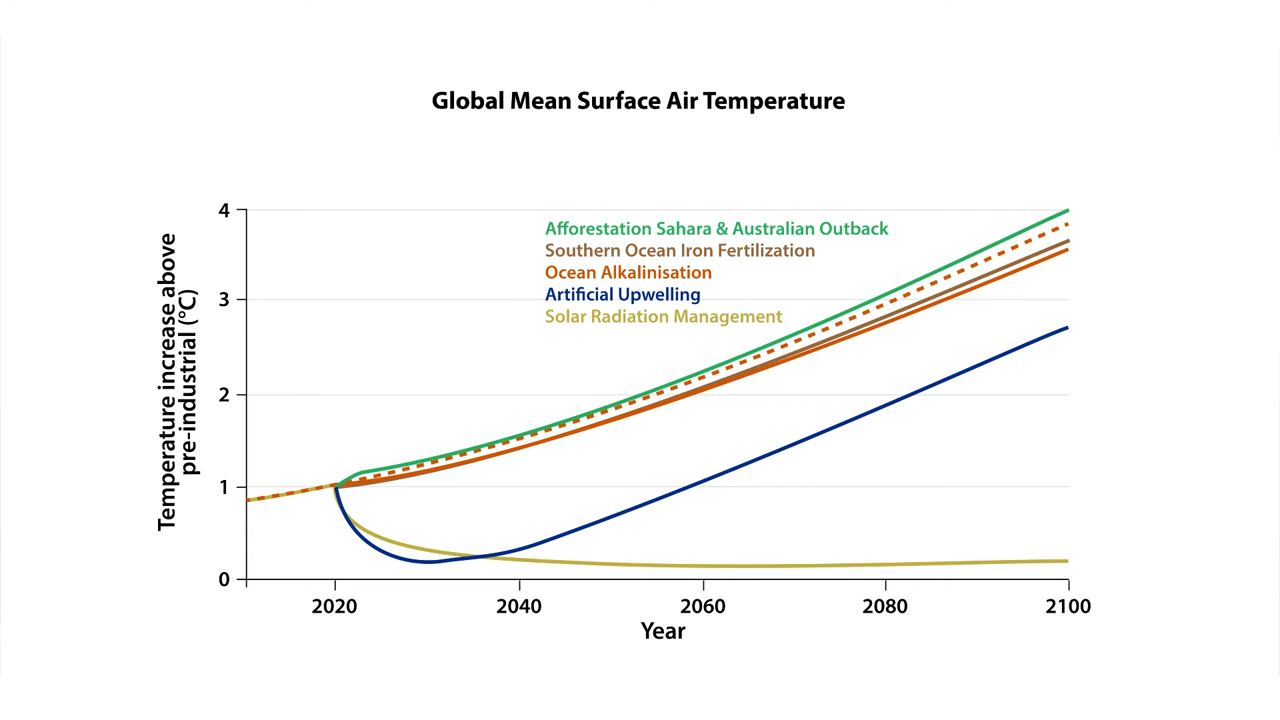 Global Mean Surface Air Temperature
Temperature increase above
pre-industrial (°C)
4
3
2
1
0
Afforestation Sahara & Australian Outback
Southern Ocean Iron Fertilization
Ocean Alkalinisation
Artificial Upwelling
Solar Radiation Management
2020 2040 2060 2080 2100
Year